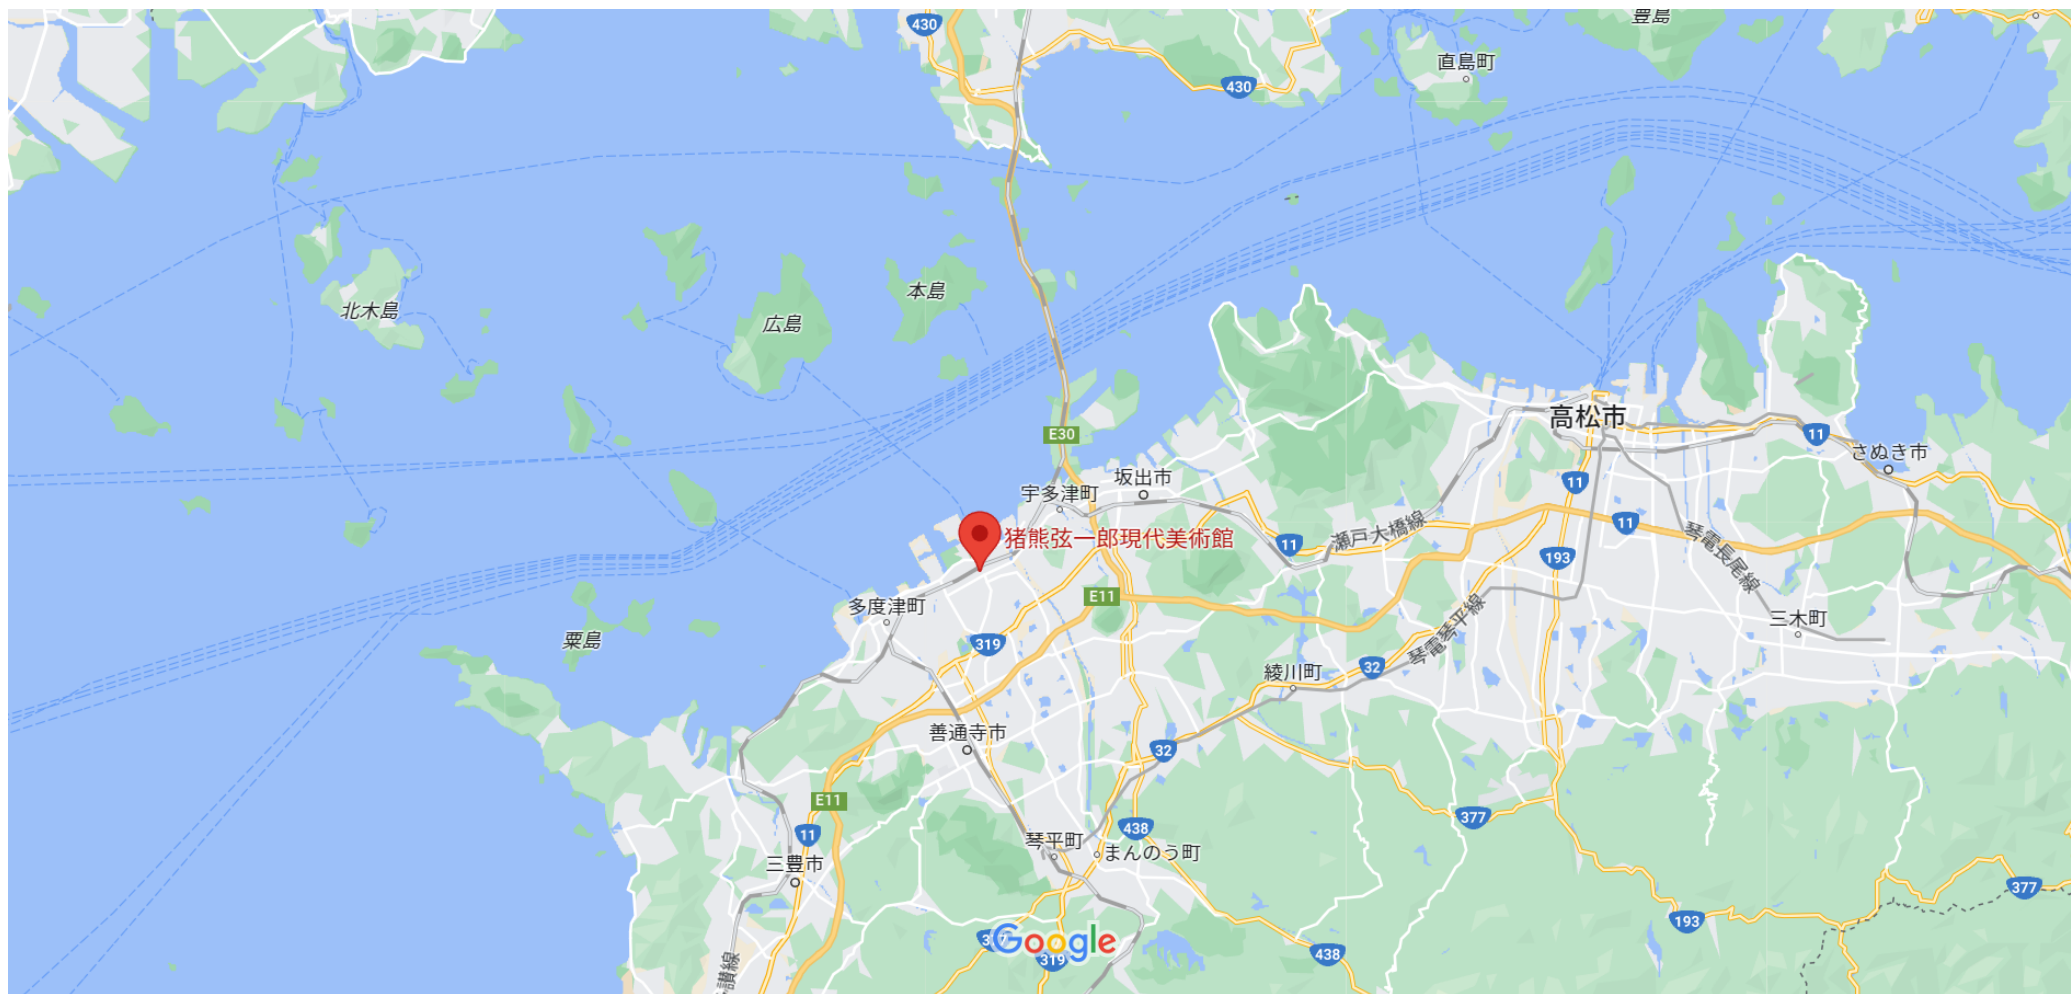 430
豊島
直島町
430
北木島
広島
本島
高松市
E30
11
さぬき市
坂出市
宇多津町
11
猪熊弦一郎現代美術館
11
瀬戸大橋線
11
琴電長尾線
193
E11
多度津町
粟島
319
琴電琴平線
三木町
綾川町
32
善通寺市
32
E11
11
377
438
琴平町
まんのう町
三豊市
377
193
377
Google
319
438
讃線